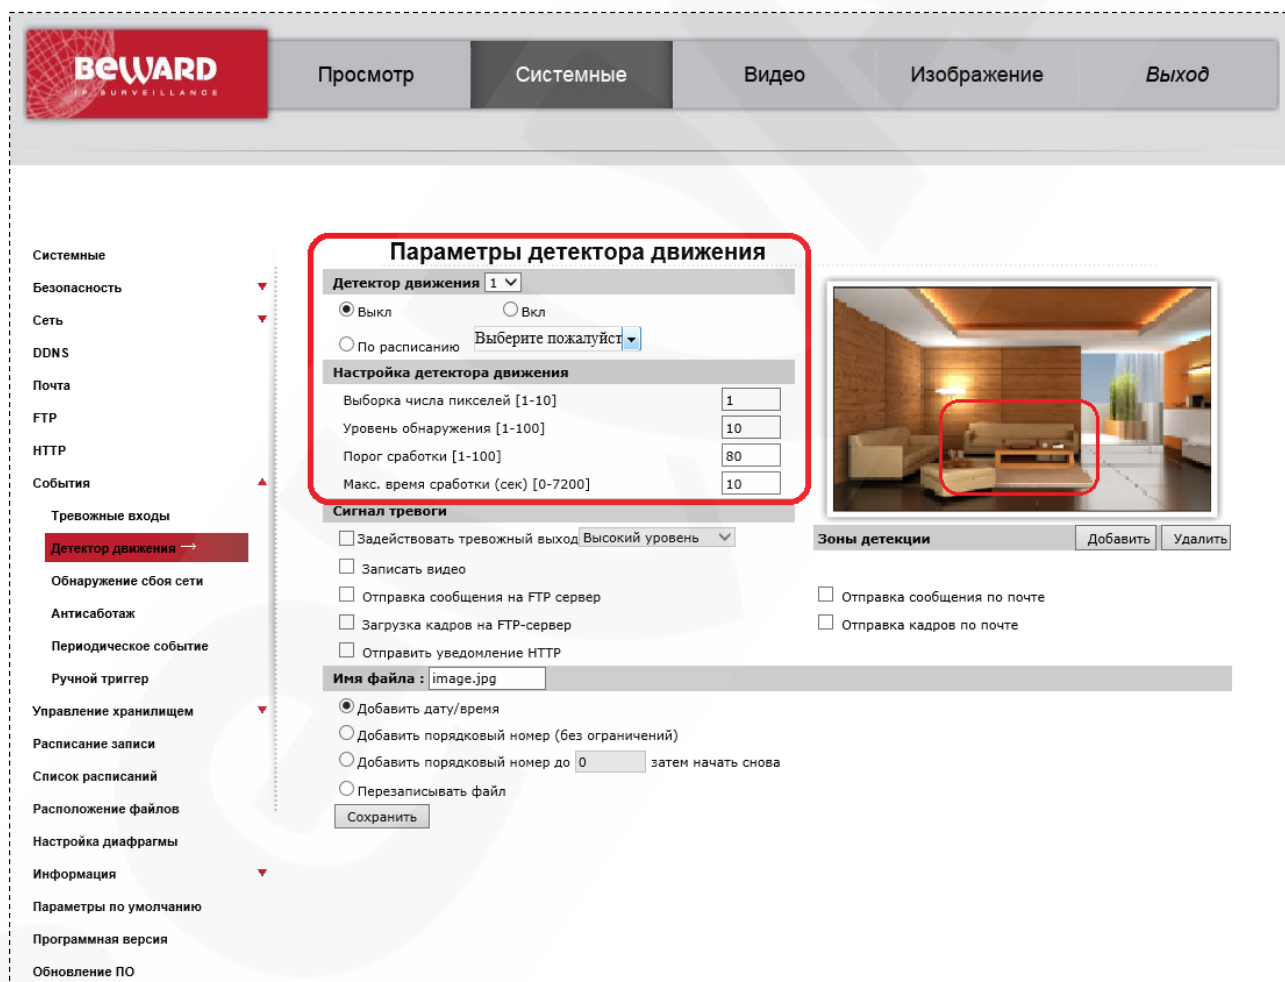 BEWARD
IP SURVEILLANCE
Просмотр
Системные
Видео
Изображение
Выход
Системные
Безопасность
Сеть
DDNS
Почта
FTP
HTTP
События
Тревожные входы
Детектор движения →
Обнаружение сбоя сети
Антисаботаж
Периодическое событие
Ручной триггер
Управление хранилищем
Расписание записи
Список расписаний
Расположение файлов
Настройка диафрагмы
Информация
Параметры по умолчанию
Программная версия
Обновление ПО
Параметры детектора движения
Детектор движения 1
Выкл Вкл
По расписанию Выберите пожалуйст
Настройка детектора движения
Выборка числа пикселей [1-10] 1
Уровень обнаружения [1-100] 10
Порог сработки [1-100] 80
Макс. время сработки (сек) [0-7200] 10
Сигнал тревоги
Задействовать тревожный выход Высокий уровень
Зоны детекции Добавить Удалить
Записать видео
Отправка сообщения на FTP сервер
Отправка сообщения по почте
Загрузка кадров на FTP-сервер
Отправка кадров по почте
Отправить уведомление HTTP
Имя файла : image.jpg
Добавить дату/время
Добавить порядковый номер (без ограничений)
Добавить порядковый номер до 0 затем начать снова
Перезаписывать файл
Сохранить